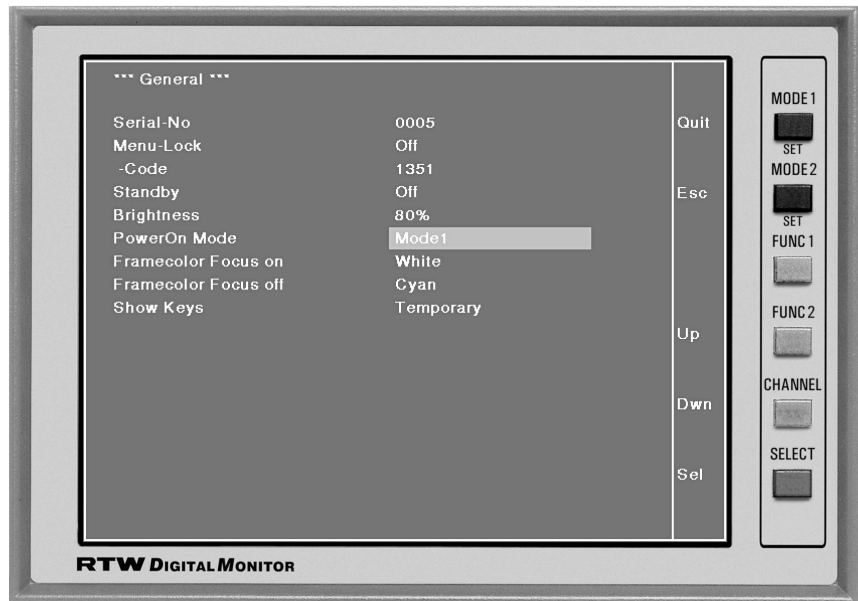 *** General ***
Serial-No 0005
Menu-Lock Off
-Code 1351
Standby Off
Brightness 80%
PowerOn Mode Mode1
Framecolor Focus on White
Framecolor Focus off Cyan
Show Keys Temporary
Quit
Esc
Up
Dwn
Sel
MODE 1
SET
MODE 2
SET
FUNC 1
FUNC 2
CHANNEL
SELECT
RTW DIGITAL MONITOR